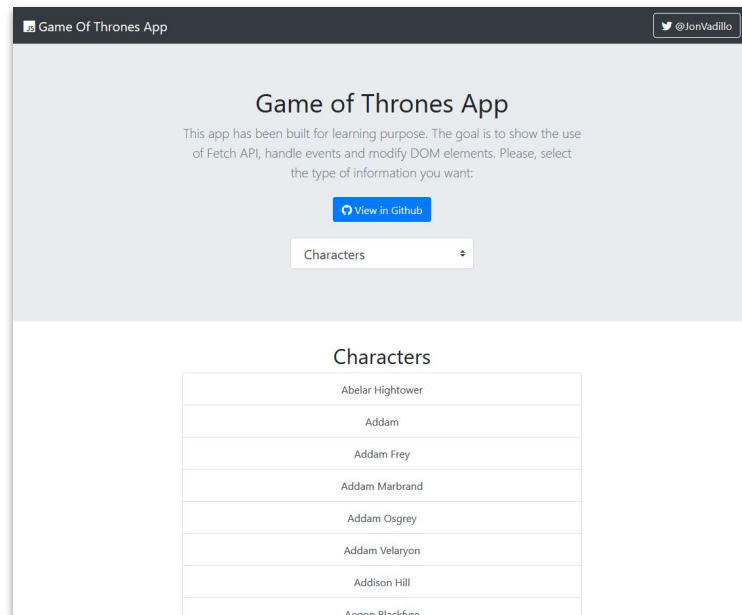 JS Game Of Thrones App
@JonVadillo
Game of Thrones App
This app has been built for learning purpose. The goal is to show the use
of Fetch API, handle events and modify DOM elements. Please, select
the type of information you want:
View in Github
Characters
Characters
Abelar Hightower
Addam
Addam Frey
Addam Marbrand
Addam Osgrey
Addam Velaryon
Addison Hill
Aegon Blackfyre